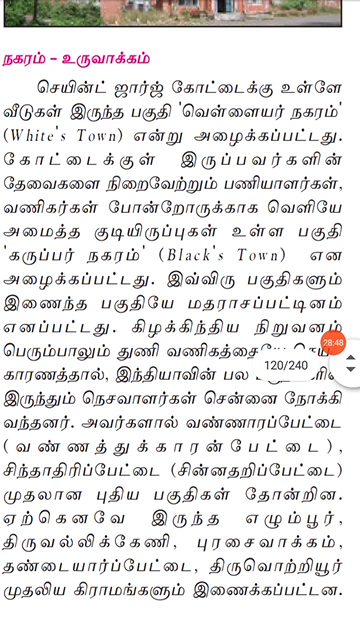 நகரம் – உருவாக்கம்
செயின்ட் ஜார்ஜ் கோட்டைக்கு உள்ளே
வீடுகள் இருந்த பகுதி 'வெள்ளையர் நகரம்'
(White's Town) என்று அழைக்கப்பட்டது.
கோட்டைக்குள் இருப்பவர்களின்
தேவைகளை நிறைவேற்றும் பணியாளர்கள்,
வணிகர்கள் போன்றோருக்காக வெளியே
அமைத்த குடியிருப்புகள் உள்ள பகுதி
'கருப்பர் நகரம்' (Black's Town) என
அழைக்கப்பட்டது. இவ்விரு பகுதிகளும்
இணைந்த பகுதியே மதராசப்பட்டினம்
எனப்பட்டது. கிழக்கிந்திய நிறுவனம்
பெரும்பாலும் துணி வணிகத்தையே
28:48
காரணத்தால், இந்தியாவின் பல
120/240
இருந்தும் நெசவாளர்கள் சென்னை நோக்கி
வந்தனர். அவர்களால் வண்ணாரப்பேட்டை
(வண்ணத்துக்காரன்பேட்டை),
சிந்தாதிரிப்பேட்டை (சின்னதறிப்பேட்டை)
முதலான புதிய பகுதிகள் தோன்றின.
ஏற்கெனவே இருந்த எழும்பூர்,
திருவல்லிக்கேணி, புரசைவாக்கம்,
தண்டையார்பேட்டை, திருவொற்றியூர்
முதலிய கிராமங்களும் இணைக்கப்பட்டன.